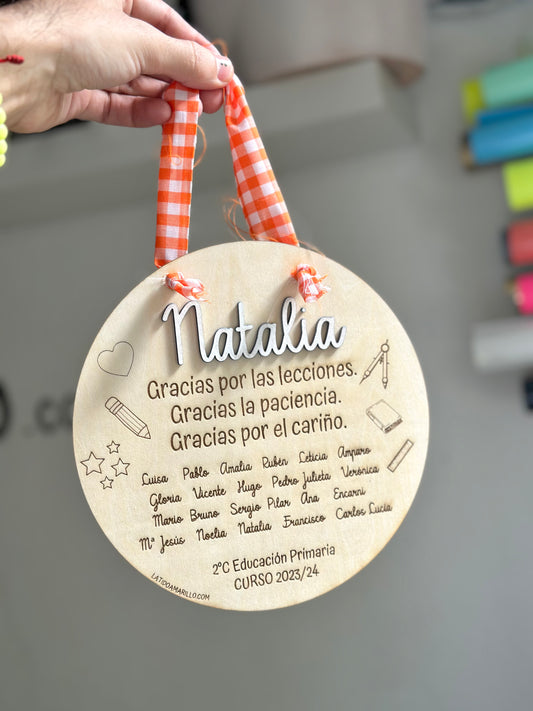 Natalia
Gracias por las lecciones.
Gracias la paciencia.
Gracias por el cariño.
Luisa Pablo Amalia Rubén Leticia Amparo
Gloria Vicente Hugo Pedro Julieta Verónica
Mario Bruno Sergio Pilar Ana Encarni
Mª Jesús Noelia Natalia Francisco Carlos Lucía
2ºC Educación Primaria
CURSO 2023/24
LATIDOAMARILLO.COM